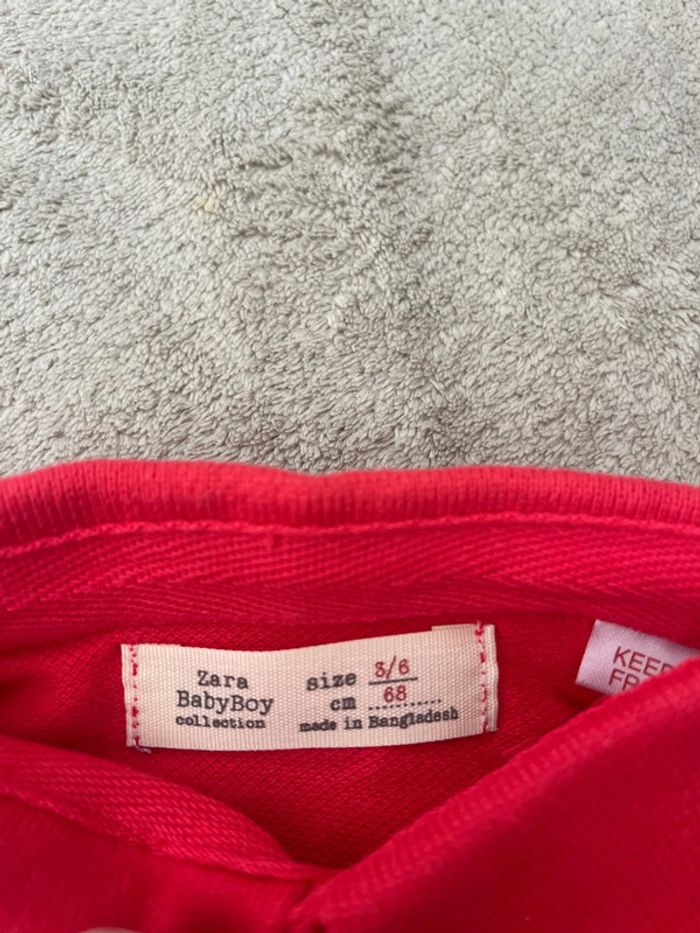 Zara
BabyBoy
collection
size 3/6
cm 68
made in Bangladesh
KEEP
FR